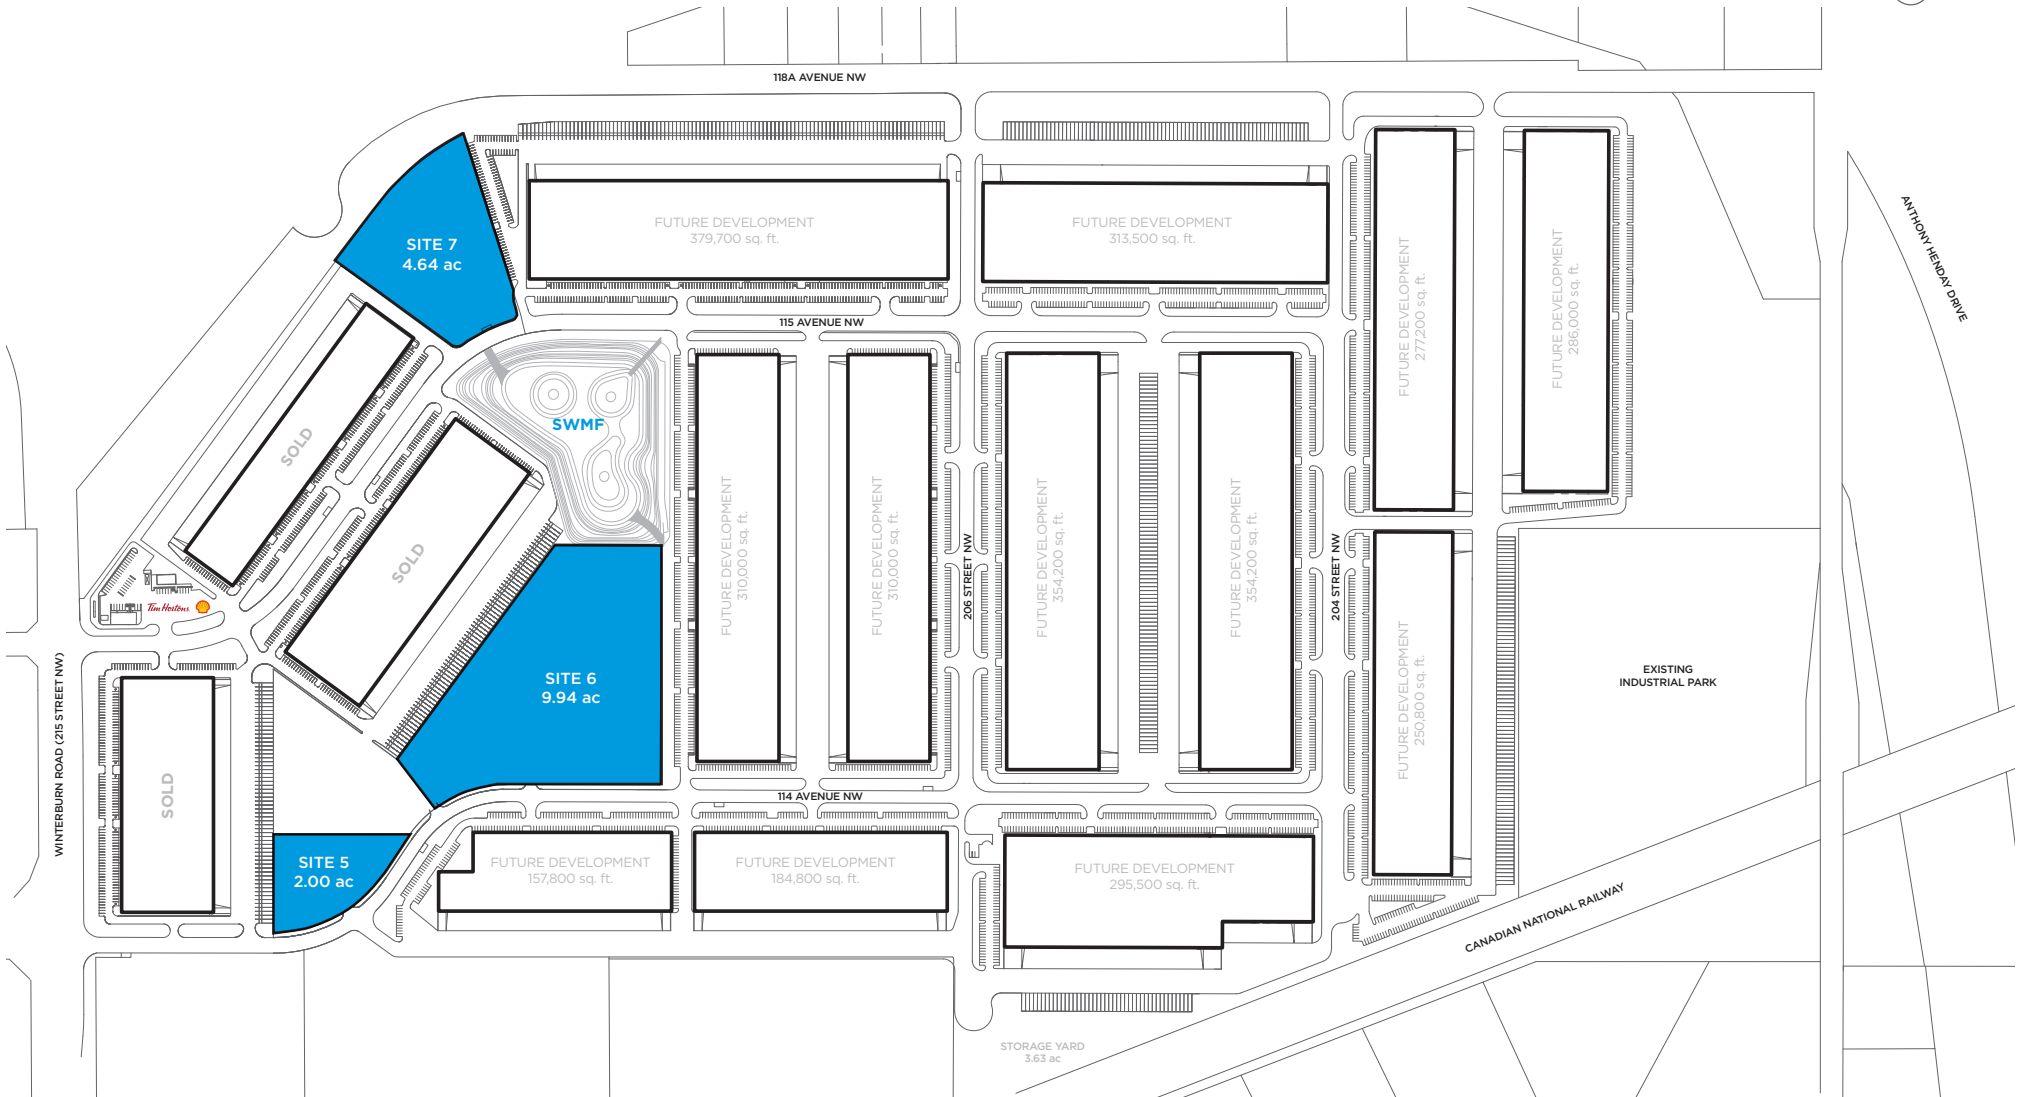 118A AVENUE NW
ANTHONY HENDAY DRIVE
SITE 7
4.64 ac
FUTURE DEVELOPMENT
379,700 sq. ft.
FUTURE DEVELOPMENT
313,500 sq. ft.
FUTURE DEVELOPMENT
277,200 sq. ft.
FUTURE DEVELOPMENT
286,000 sq. ft.
115 AVENUE NW
SWMF
SOLD
SOLD
FUTURE DEVELOPMENT
310,000 sq. ft.
FUTURE DEVELOPMENT
310,000 sq. ft.
206 STREET NW
FUTURE DEVELOPMENT
354,200 sq. ft.
FUTURE DEVELOPMENT
354,200 sq. ft.
204 STREET NW
Tim Hortons
SITE 6
9.94 ac
FUTURE DEVELOPMENT
250,800 sq. ft.
EXISTING
INDUSTRIAL PARK
WINTERBURN ROAD (215 STREET NW)
SOLD
114 AVENUE NW
SITE 5
2.00 ac
FUTURE DEVELOPMENT
157,800 sq. ft.
FUTURE DEVELOPMENT
184,800 sq. ft.
FUTURE DEVELOPMENT
295,500 sq. ft.
CANADIAN NATIONAL RAILWAY
STORAGE YARD
3.63 ac